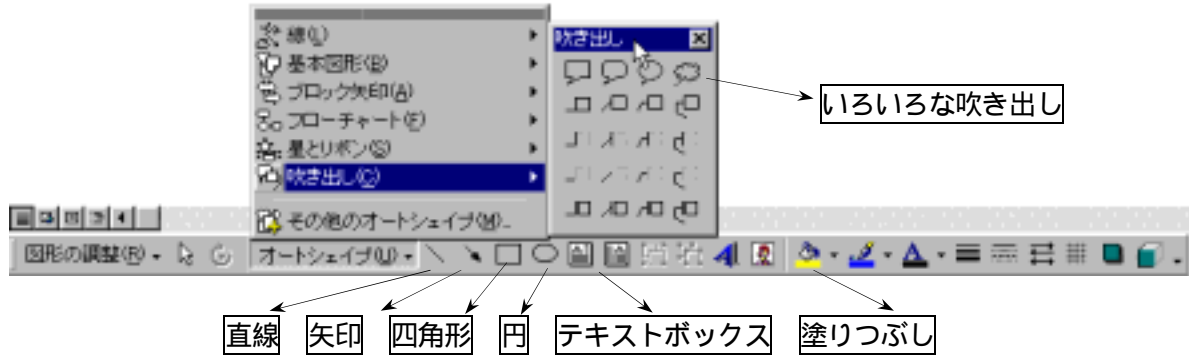 線(L)
基本図形(B)
ブロック矢印(A)
フローチャート(F)
星とリボン(S)
吹き出し(C)
その他のオートシェイプ(M)...
吹き出し
いろいろな吹き出し
図形の調整(R)
オートシェイプ(U)
直線
矢印
四角形
円
テキストボックス
塗りつぶし